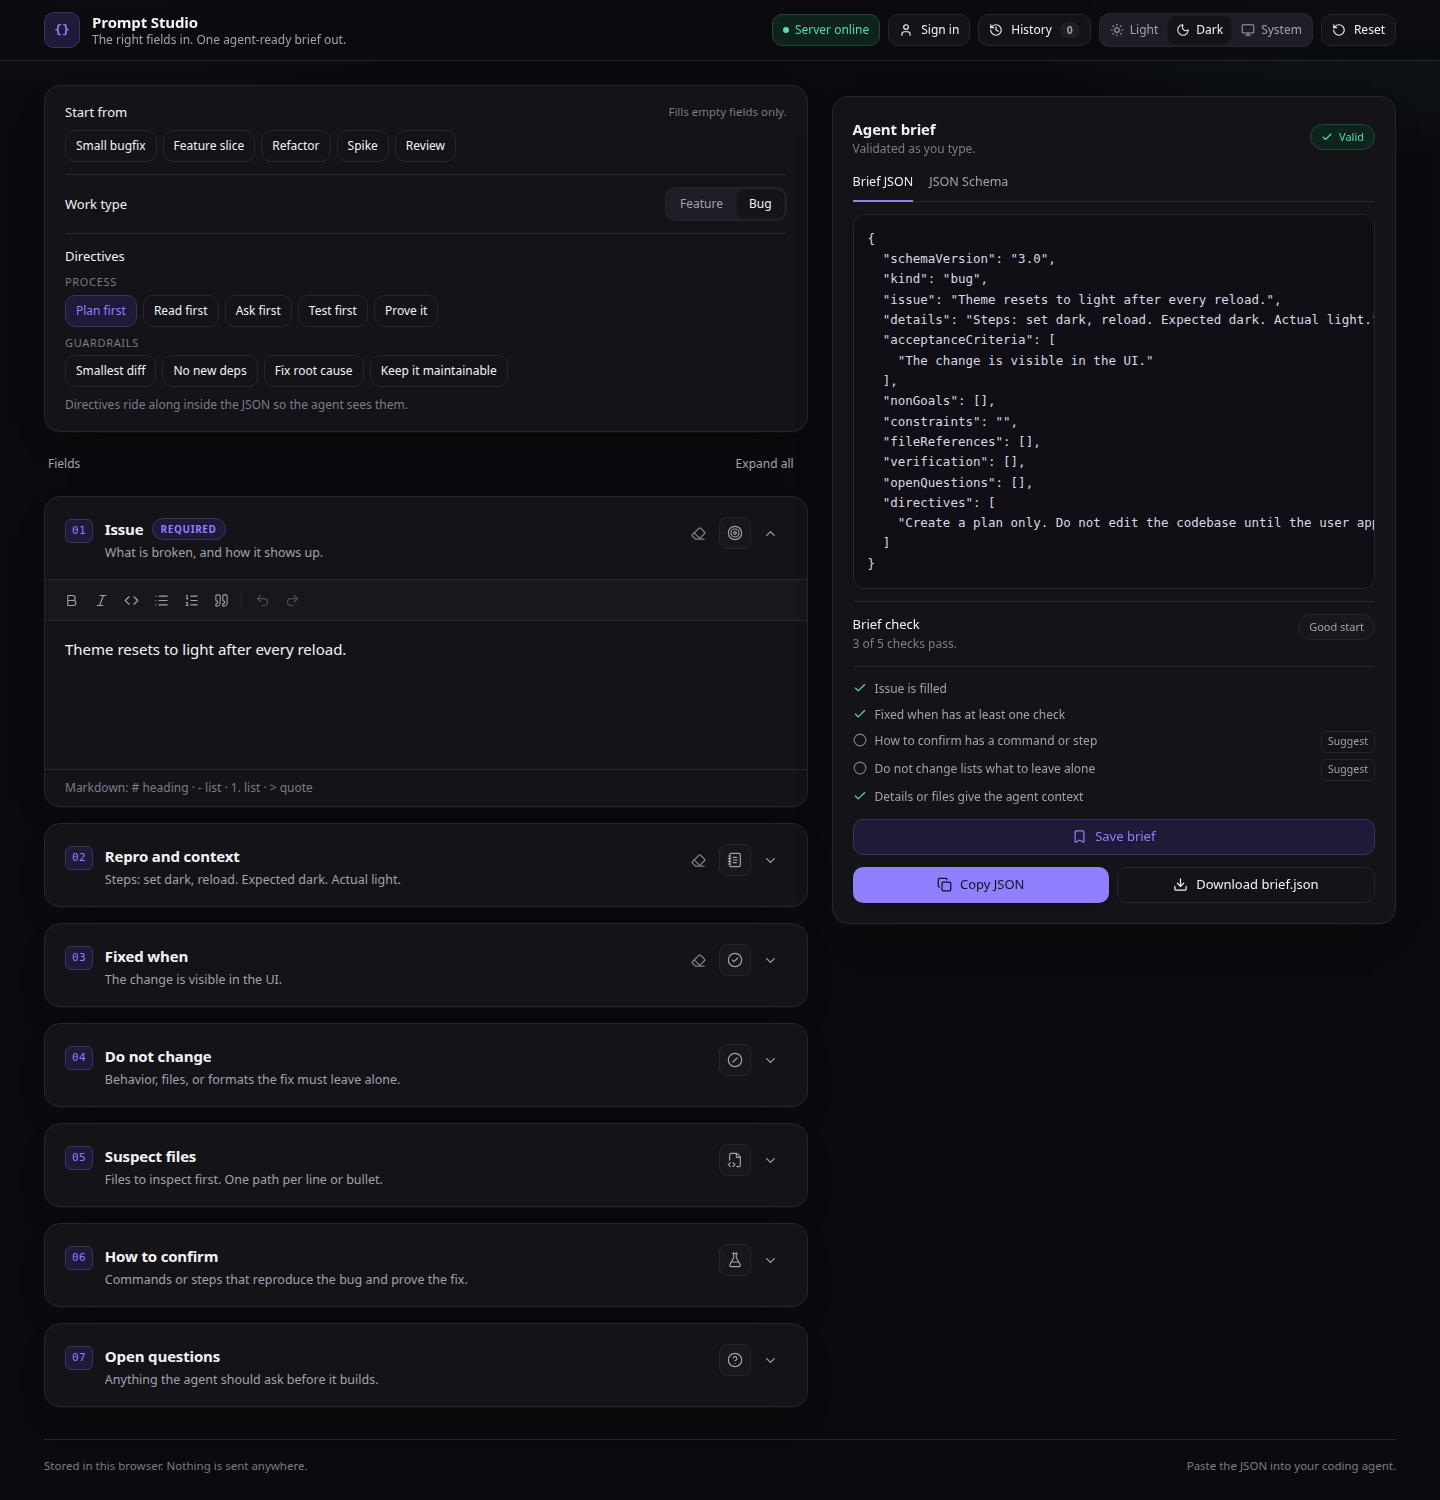 {} Prompt Studio
The right fields in. One agent-ready brief out.
Server online
Sign in
History 0
Light
Dark
System
Reset
Start from
Fills empty fields only.
Small bugfix
Feature slice
Refactor
Spike
Review
Work type
Feature
Bug
Directives
PROCESS
Plan first
Read first
Ask first
Test first
Prove it
GUARDRAILS
Smallest diff
No new deps
Fix root cause
Keep it maintainable
Directives ride along inside the JSON so the agent sees them.
Fields
Expand all
01 Issue REQUIRED
What is broken, and how it shows up.
Theme resets to light after every reload.
Markdown: # heading · - list · 1. list · > quote
02 Repro and context
Steps: set dark, reload. Expected dark. Actual light.
03 Fixed when
The change is visible in the UI.
04 Do not change
Behavior, files, or formats the fix must leave alone.
05 Suspect files
Files to inspect first. One path per line or bullet.
06 How to confirm
Commands or steps that reproduce the bug and prove the fix.
07 Open questions
Anything the agent should ask before it builds.
Agent brief
Validated as you type.
Valid
Brief JSON
JSON Schema
{
  "schemaVersion": "3.0",
  "kind": "bug",
  "issue": "Theme resets to light after every reload.",
  "details": "Steps: set dark, reload. Expected dark. Actual light."
  "acceptanceCriteria": [
    "The change is visible in the UI."
  ],
  "nonGoals": [],
  "constraints": "",
  "fileReferences": [],
  "verification": [],
  "openQuestions": [],
  "directives": [
    "Create a plan only. Do not edit the codebase until the user app
  ]
}
Brief check
3 of 5 checks pass.
Good start
Issue is filled
Fixed when has at least one check
How to confirm has a command or step
Suggest
Do not change lists what to leave alone
Suggest
Details or files give the agent context
Save brief
Copy JSON
Download brief.json
Stored in this browser. Nothing is sent anywhere.
Paste the JSON into your coding agent.